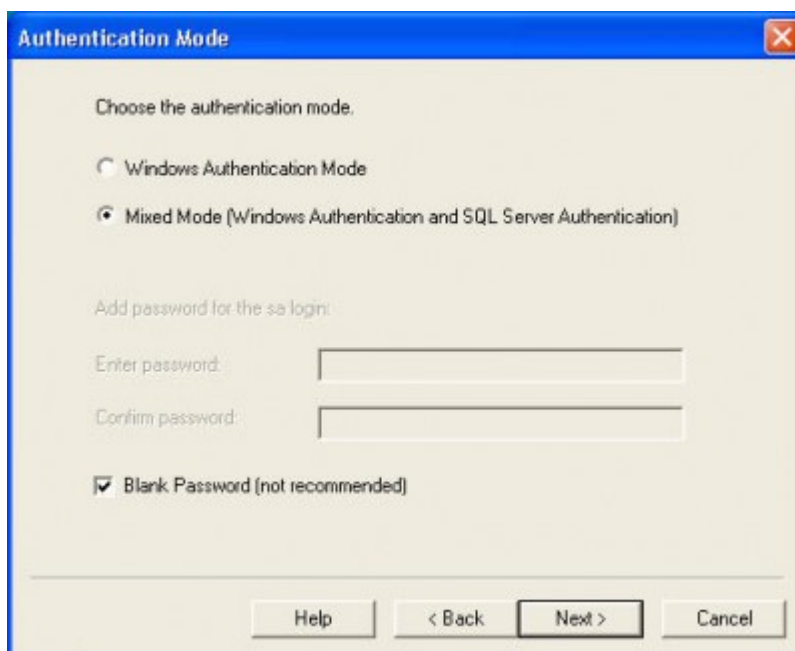 Authentication Mode
Choose the authentication mode.
Windows Authentication Mode
Mixed Mode (Windows Authentication and SQL Server Authentication)
Add password for the sa login:
Enter password:
Confirm password:
Blank Password (not recommended)
Help
< Back
Next >
Cancel